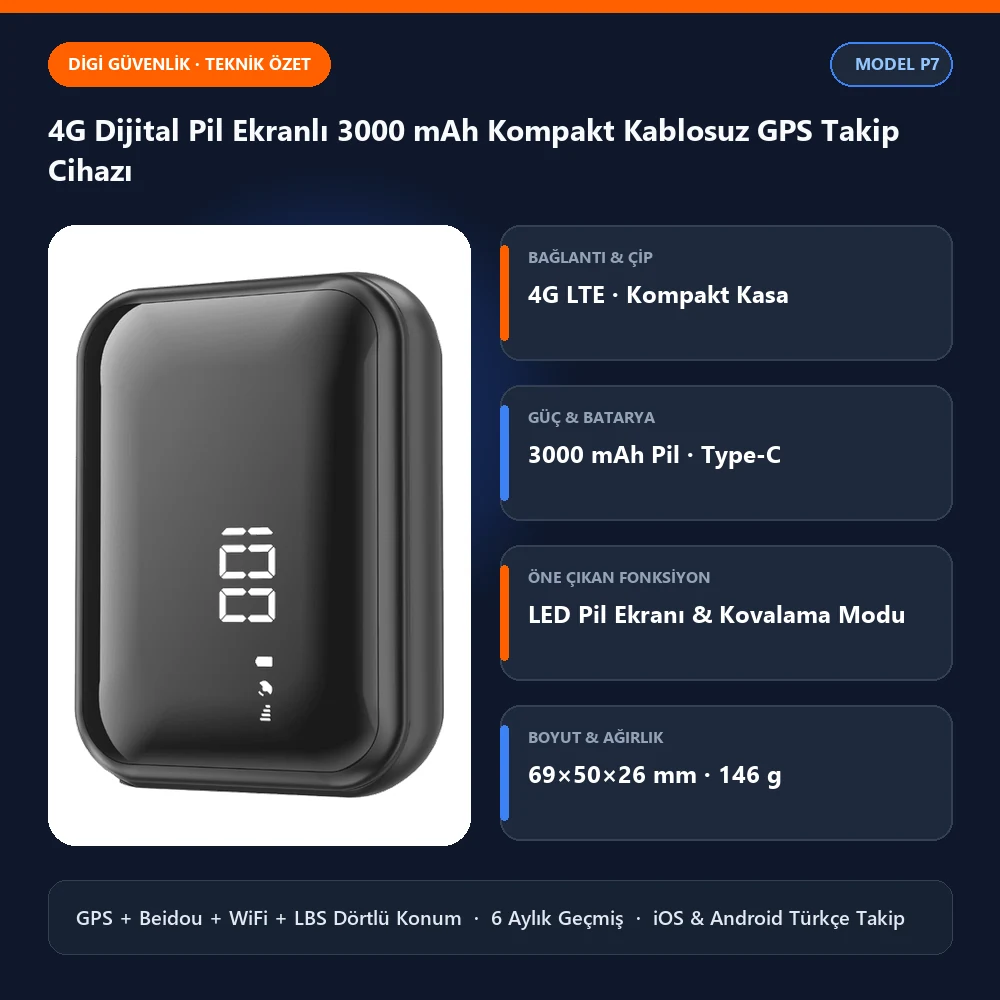 DİGİ GÜVENLİK · TEKNİK ÖZET
MODEL P7
4G Dijital Pil Ekranlı 3000 mAh Kompakt Kablosuz GPS Takip
Cihazı
BAĞLANTI & ÇİP
4G LTE · Kompakt Kasa
GÜÇ & BATARYA
3000 mAh Pil · Type-C
ÖNE ÇIKAN FONKSİYON
LED Pil Ekranı & Kovalama Modu
BOYUT & AĞIRLIK
69×50×26 mm · 146 g
100
GPS + Beidou + WiFi + LBS Dörtlü Konum · 6 Aylık Geçmiş · iOS & Android Türkçe Takip